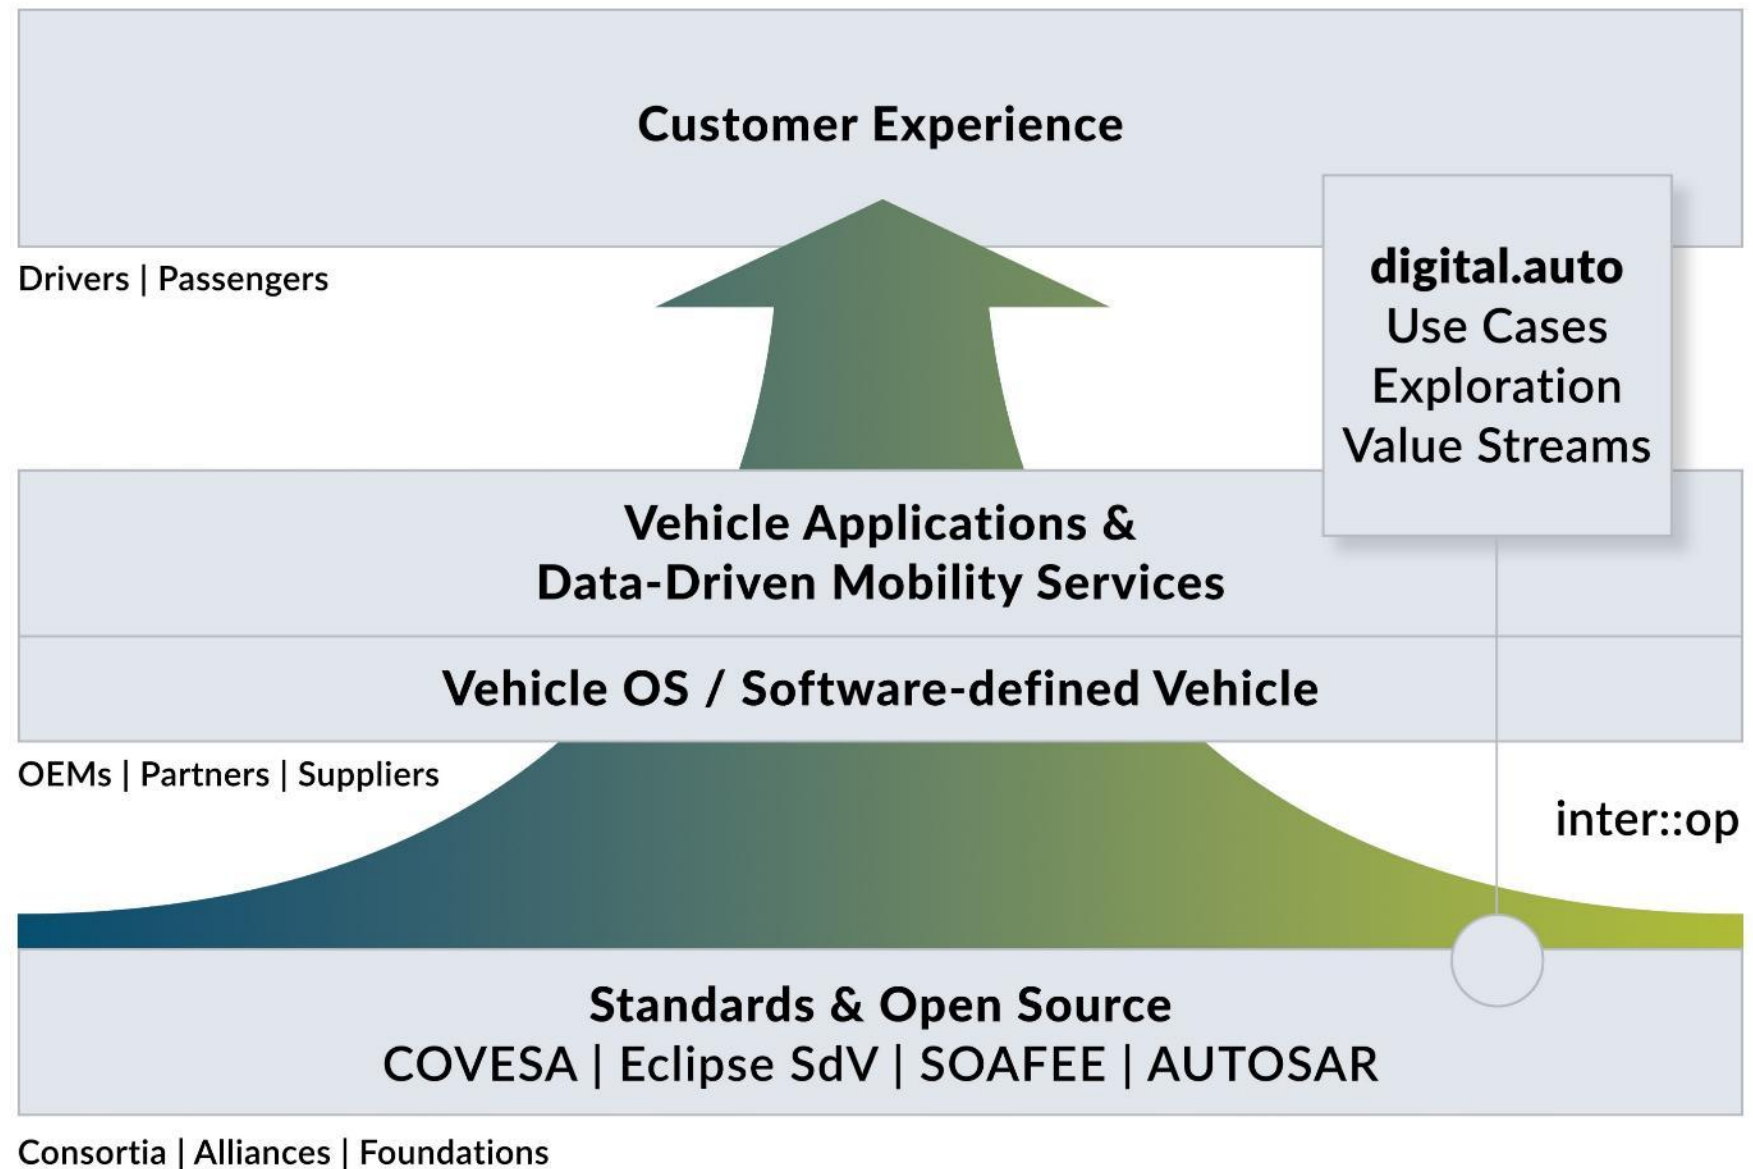 Customer Experience
Drivers | Passengers
digital.auto
Use Cases
Exploration
Value Streams
Vehicle Applications &
Data-Driven Mobility Services
Vehicle OS / Software-defined Vehicle
OEMs | Partners | Suppliers
inter::op
Standards & Open Source
COVESA | Eclipse SdV | SOAFEE | AUTOSAR
Consortia | Alliances | Foundations